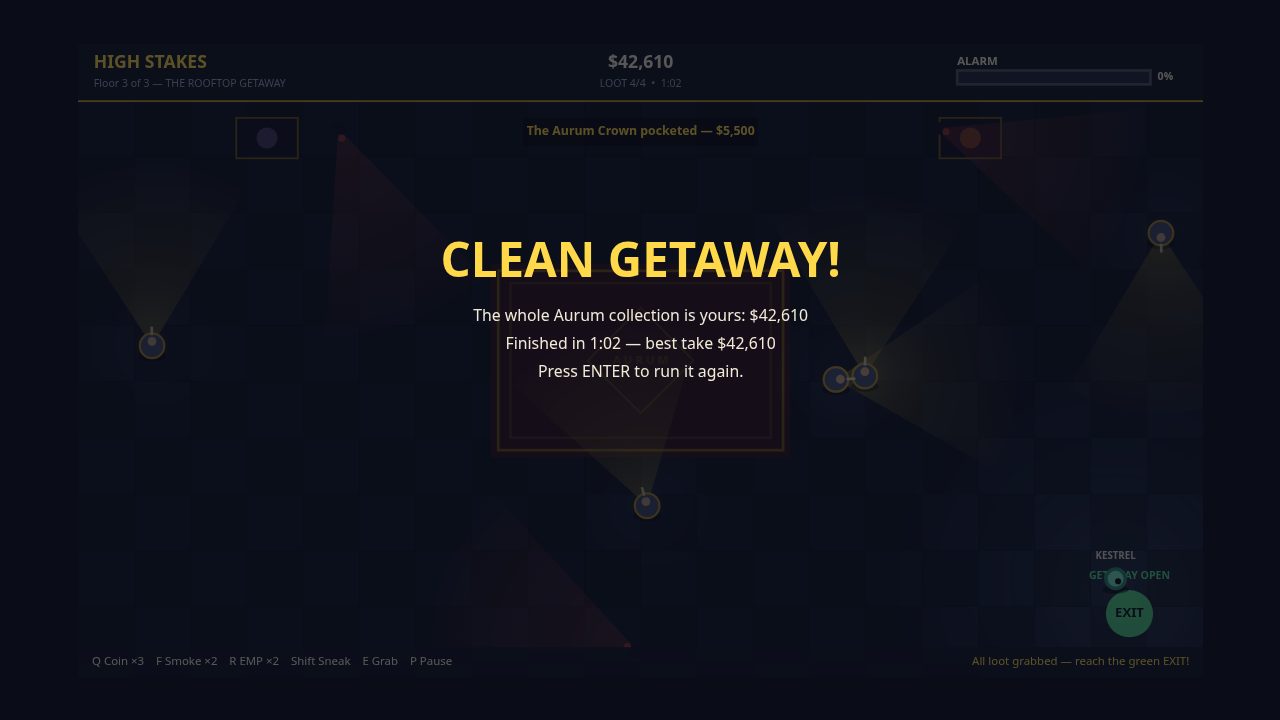 HIGH STAKES
Floor 3 of 3 — THE ROOFTOP GETAWAY
$42,610
LOOT 4/4 • 1:02
ALARM
0%
The Aurum Crown pocketed — $5,500
CLEAN GETAWAY!
The whole Aurum collection is yours: $42,610
Finished in 1:02 — best take $42,610
AURUM
Press ENTER to run it again.
KESTREL
GETAWAY OPEN
EXIT
Q Coin ×3 F Smoke ×2 R EMP ×2 Shift Sneak E Grab P Pause
All loot grabbed — reach the green EXIT!